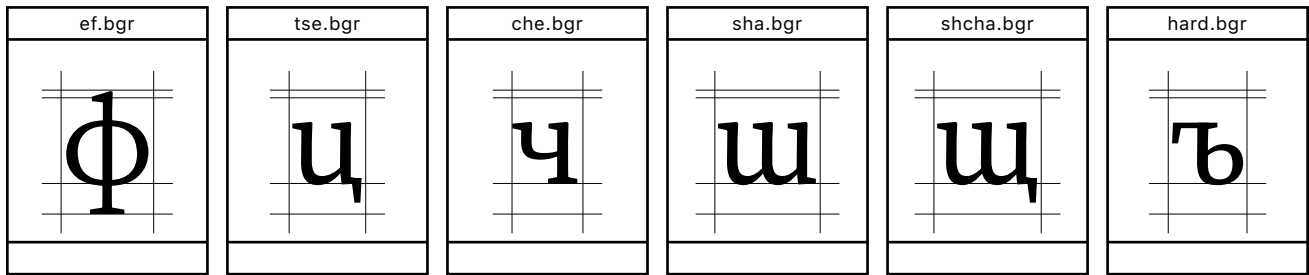 ef.bgr tse.bgr che.bgr sha.bgr shcha.bgr hard.bgr
ф ц ч ш щ ъ